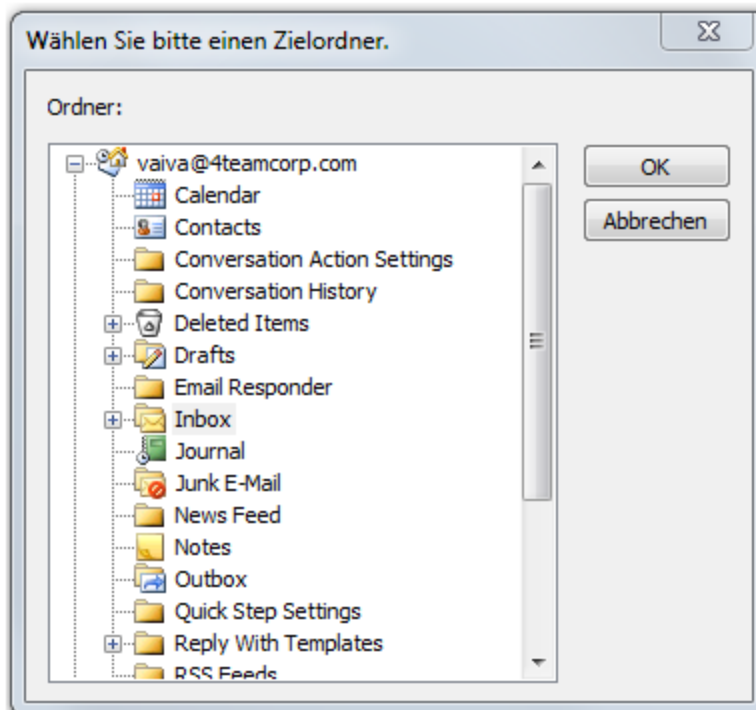 Wählen Sie bitte einen Zielordner.
Ordner:
vaiva@4teamcorp.com
OK
Calendar
Abbrechen
Contacts
Conversation Action Settings
Conversation History
Deleted Items
Drafts
Email Responder
Inbox
Journal
Junk E-Mail
News Feed
Notes
Outbox
Quick Step Settings
Reply With Templates
RSS Feeds